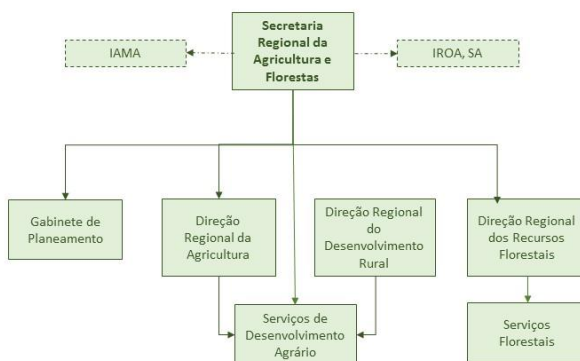 Secretaria
Regional da
Agricultura e
Florestas
IAMA
IROA, SA
Gabinete de
Planeamento
Direção
Regional da
Agricultura
Direção Regional
do
Desenvolvimento
Rural
Direção Regional
dos Recursos
Florestais
Serviços de
Desenvolvimento
Agrário
Serviços
Florestais